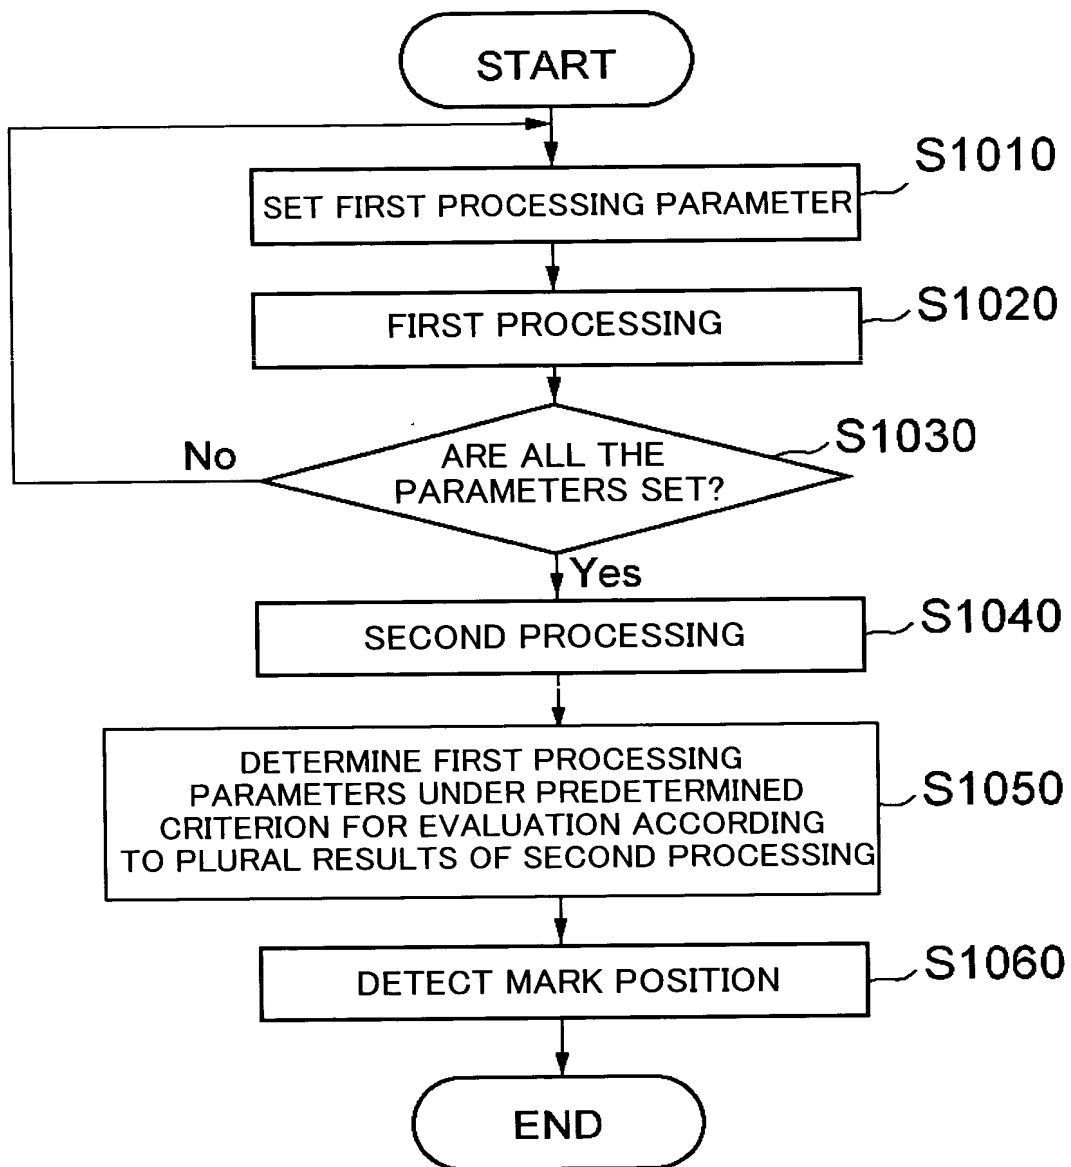 START
S1010
SET FIRST PROCESSING PARAMETER
S1020
FIRST PROCESSING
S1030
No
ARE ALL THE
PARAMETERS SET?
Yes
S1040
SECOND PROCESSING
DETERMINE FIRST PROCESSING
PARAMETERS UNDER PREDETERMINED
CRITERION FOR EVALUATION ACCORDING
TO PLURAL RESULTS OF SECOND PROCESSING
S1050
S1060
DETECT MARK POSITION
END